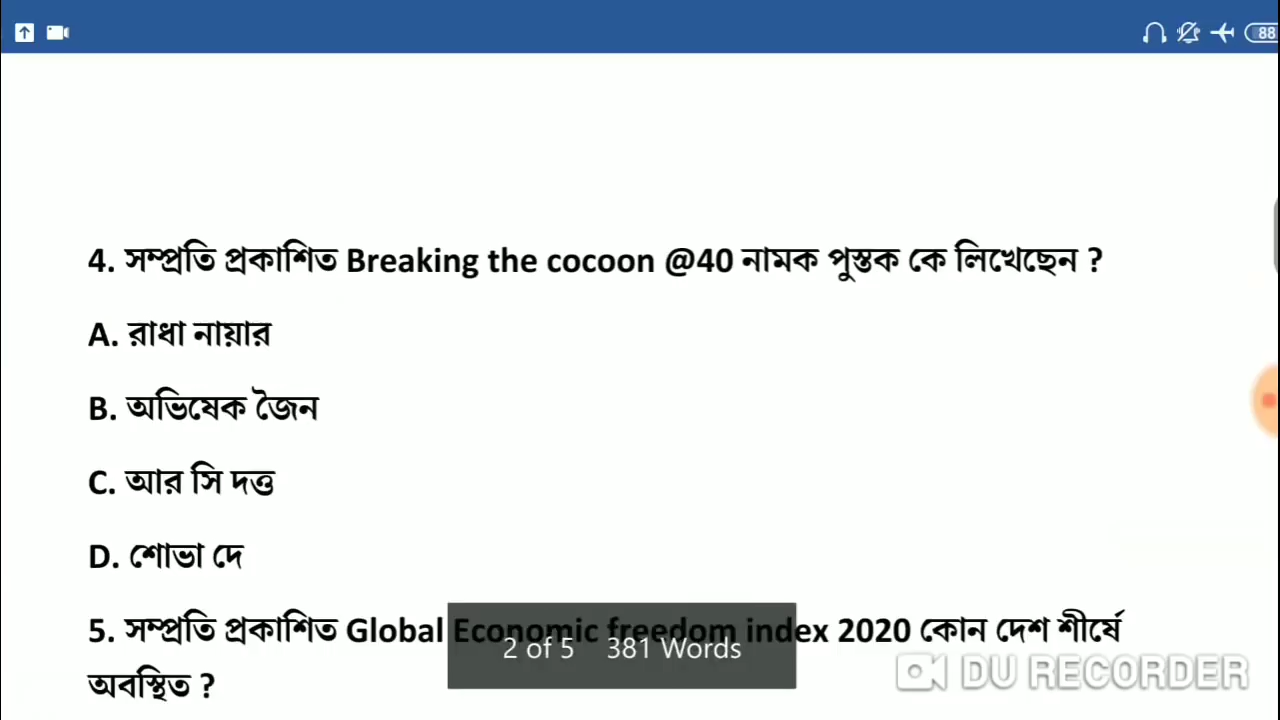 88
4. সম্প্রতি প্রকাশিত Breaking the cocoon @40 নামক পুস্তক কে লিখেছেন ?
A. রাধা নায়ার
B. অভিষেক জৈন
C. আর সি দত্ত
D. শোভা দে
5. সম্প্রতি প্রকাশিত Global Economic freedom index 2020 কোন দেশ শীর্ষে
2 of 5 381 Words
অবস্থিত ?
DU RECORDER